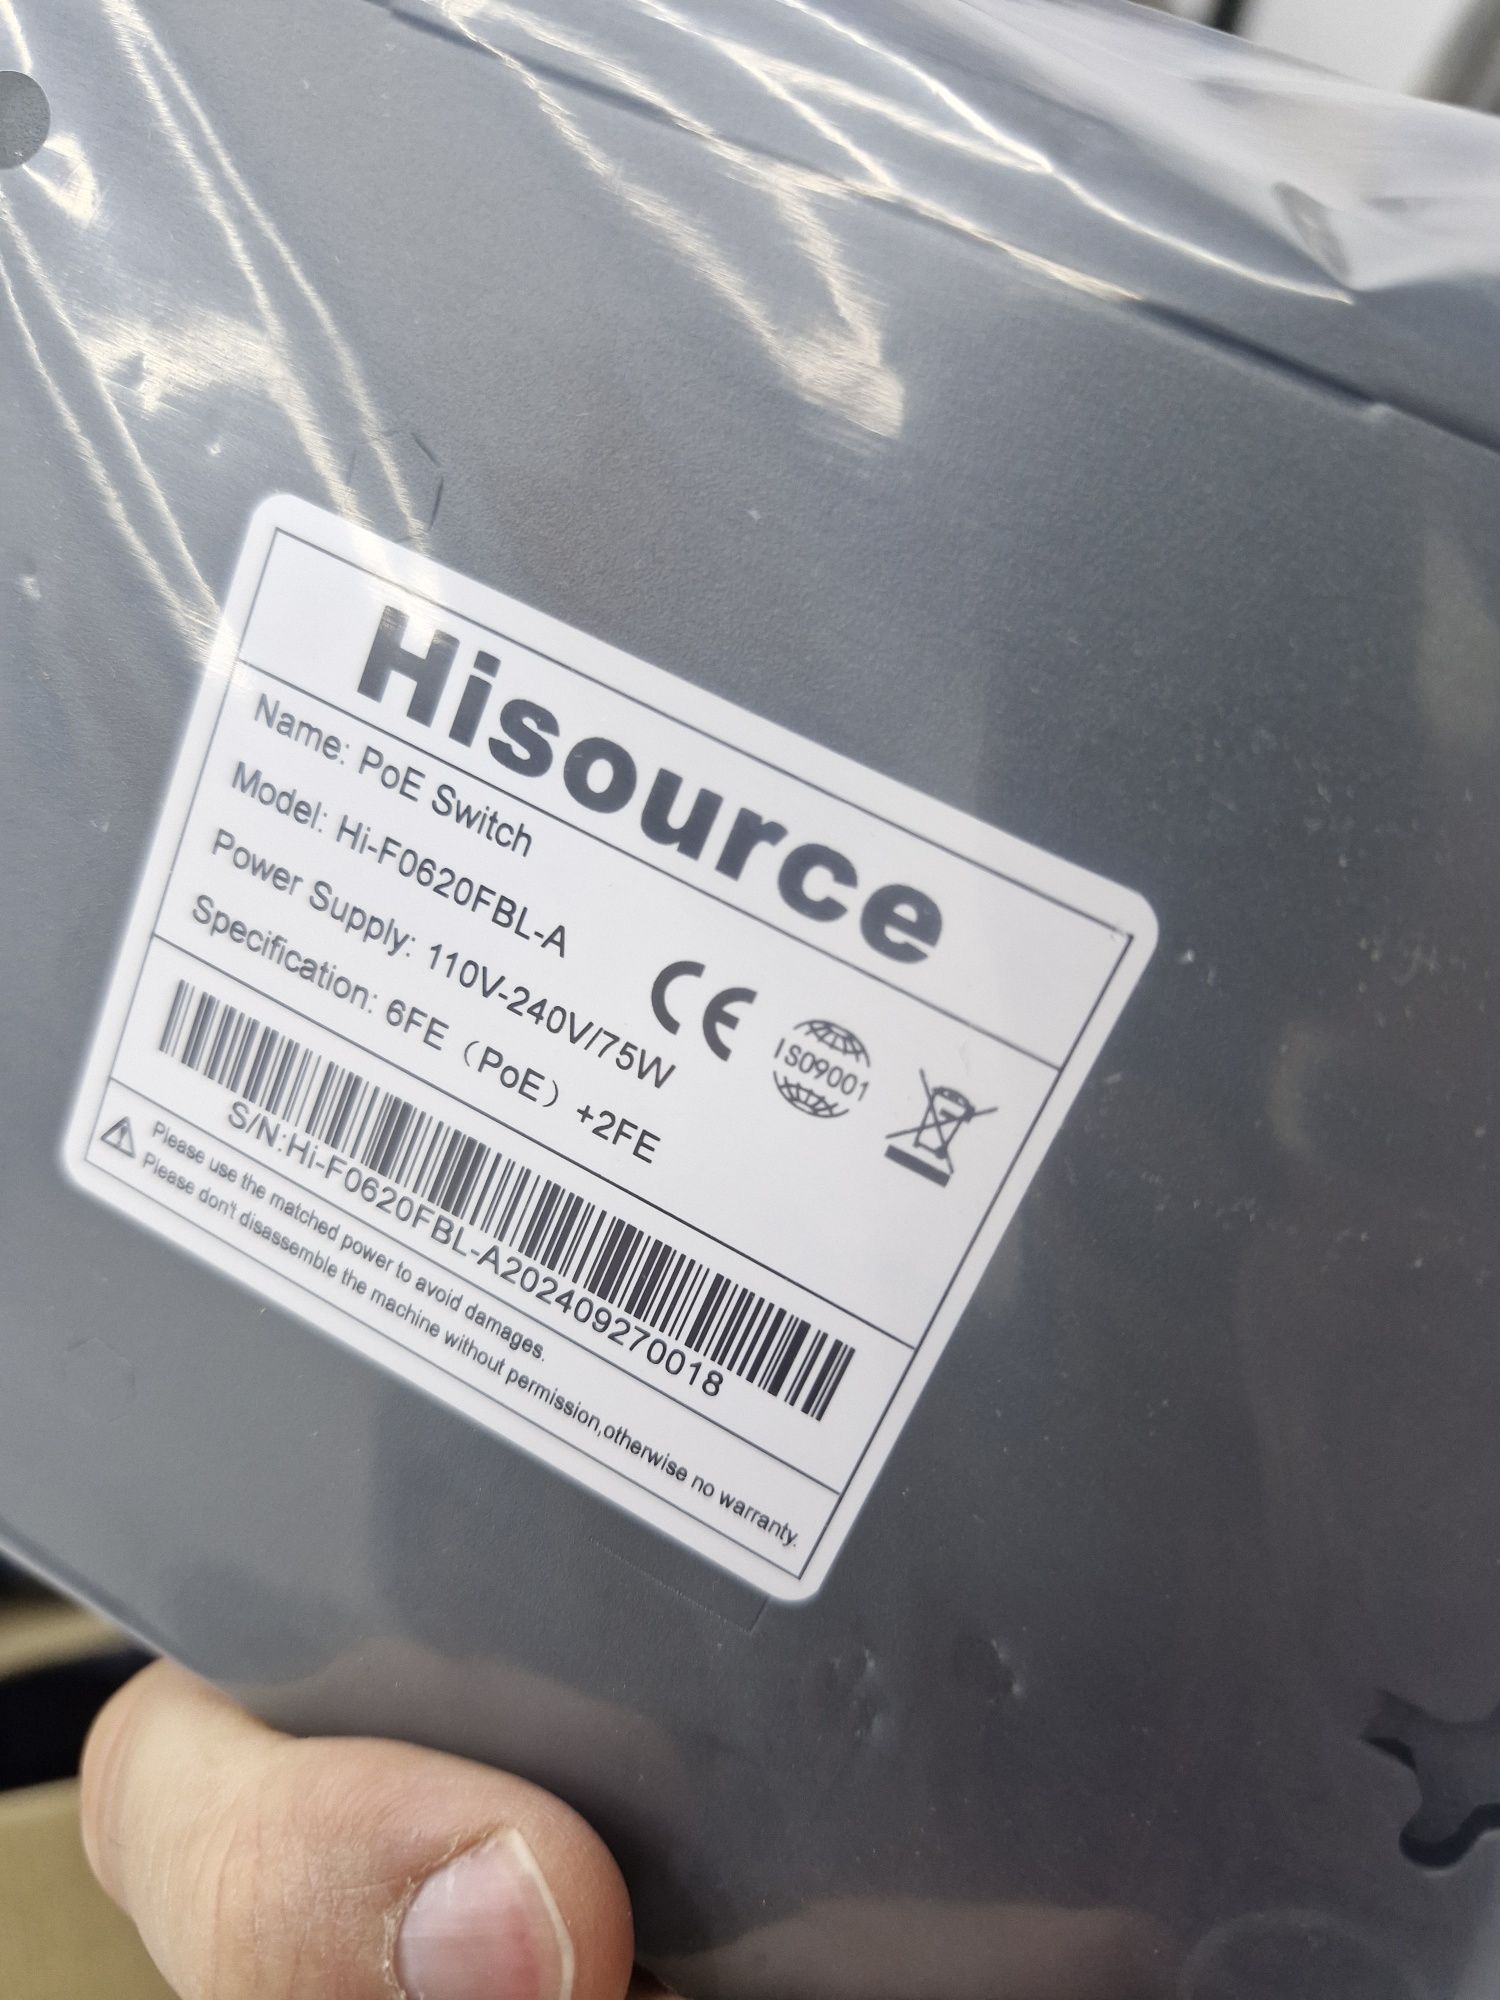 Hisource
Name: PoE Switch
Model: Hi-F0620FBL-A
Power Supply: 110V-240V/75W
Specification: 6FE（PoE）+2FE
CE
ISO9001
S/N:Hi-F0620FBL-A202409270018
Please use the matched power to avoid damages.
Please don't disassemble the machine without permission,otherwise no warranty.